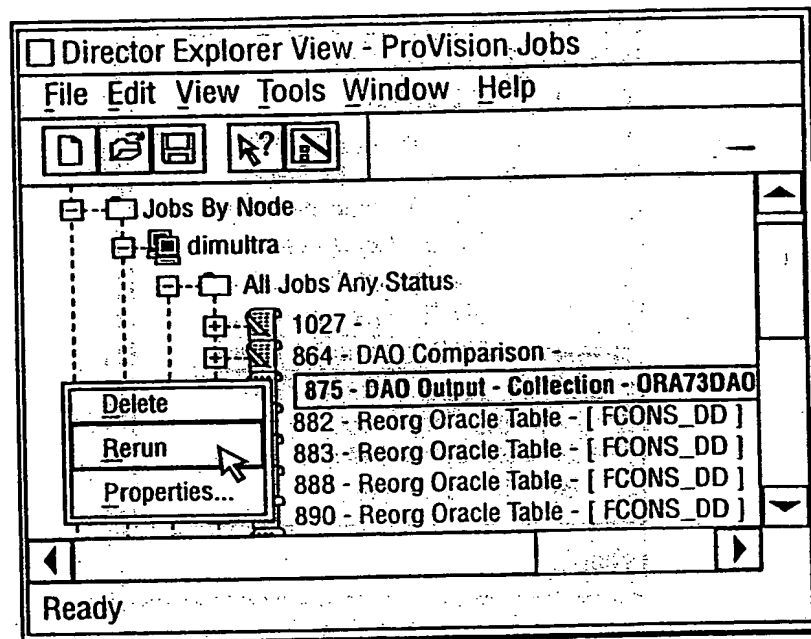 Director Explorer View - ProVision Jobs
File Edit View Tools Window Help
Jobs By Node
dimultra
All Jobs Any Status
1027 -
864 - DAO Comparison -
875 - DAO Output - Collection - ORA73DAO
882 - Reorg Oracle Table - [ FCONS_DD ]
883 - Reorg Oracle Table - [ FCONS_DD ]
888 - Reorg Oracle Table - [ FCONS_DD ]
890 - Reorg Oracle Table - [ FCONS_DD ]
Delete
Rerun
Properties...
Ready